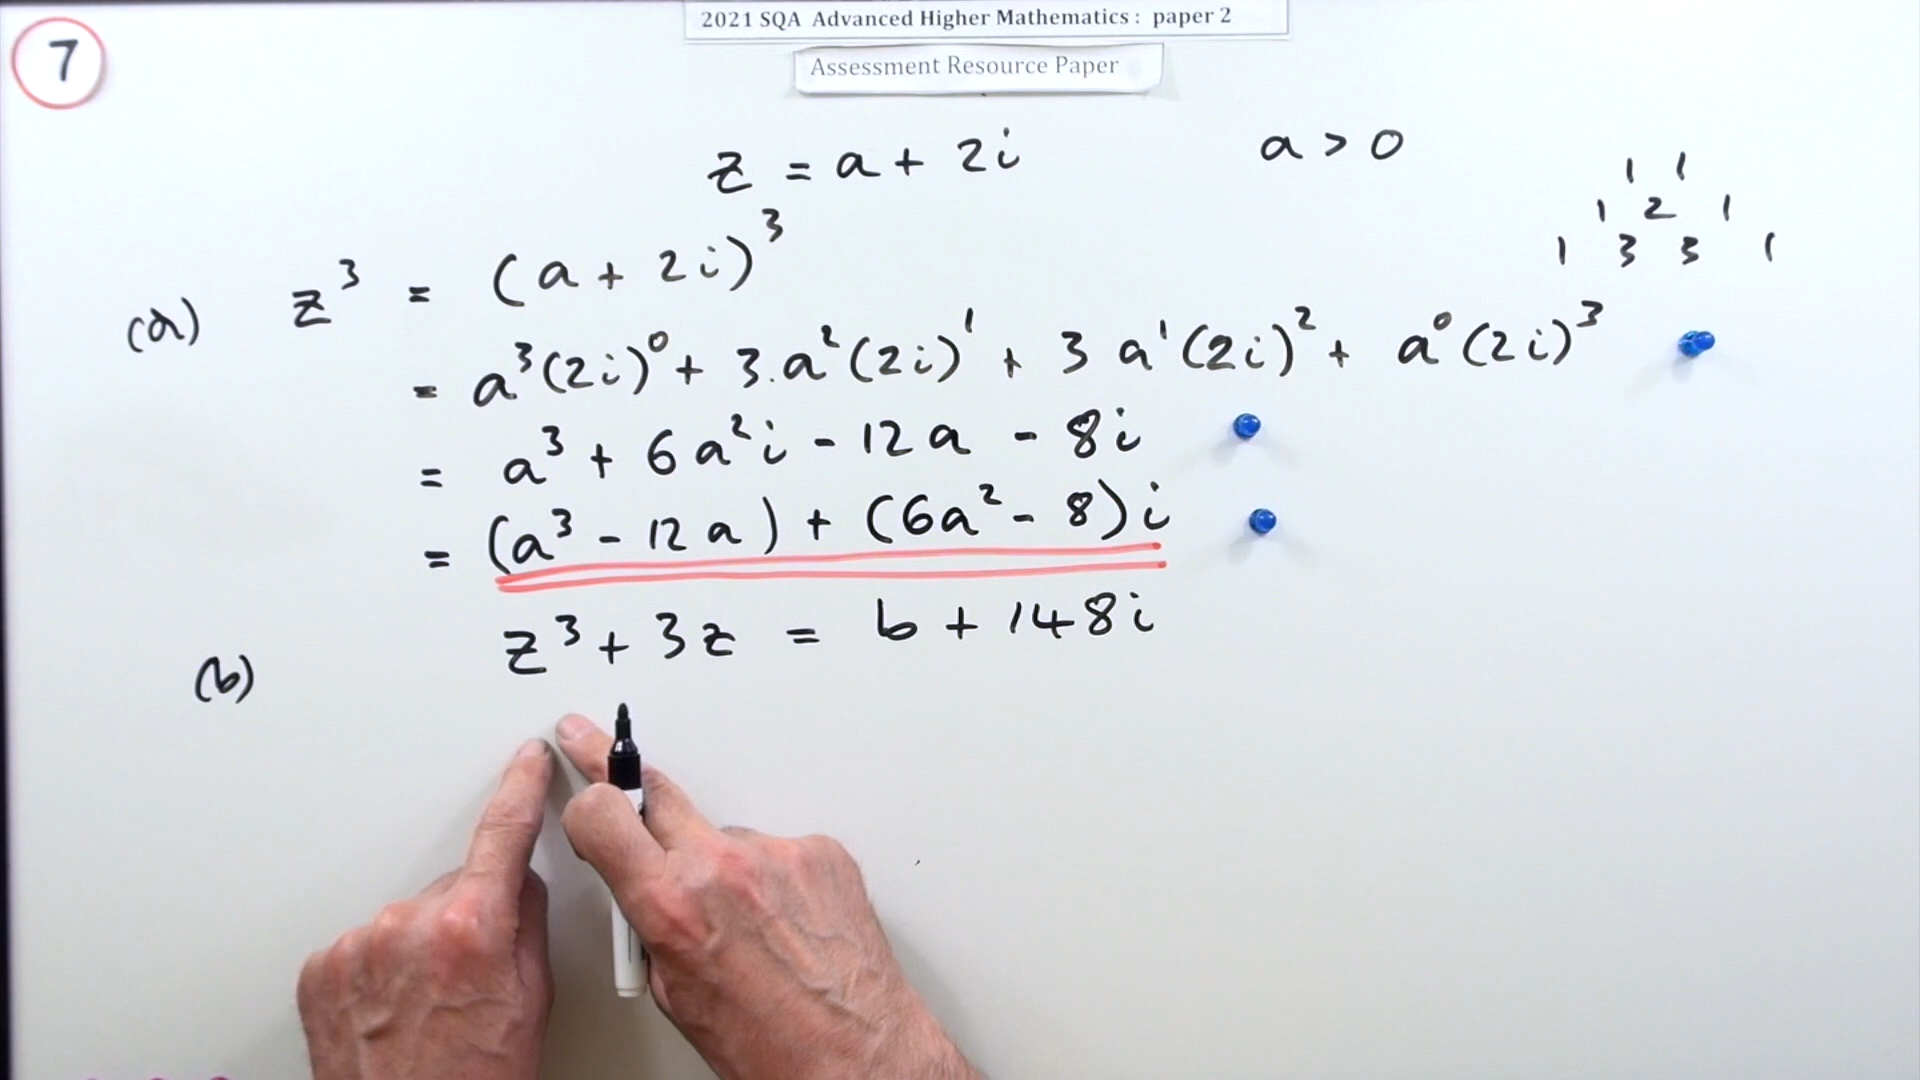 2021 SQA Advanced Higher Mathematics : paper 2
Assessment Resource Paper
7
z = a + 2i a > 0
1 1
1 2 1
1 3 3 1
(a) z³ = (a + 2i)³
= a³(2i)⁰ + 3.a²(2i)¹ + 3 a¹(2i)² + a⁰(2i)³
= a³ + 6a²i - 12a - 8i
= (a³ - 12a) + (6a² - 8)i
(b) z³ + 3z = b + 148i